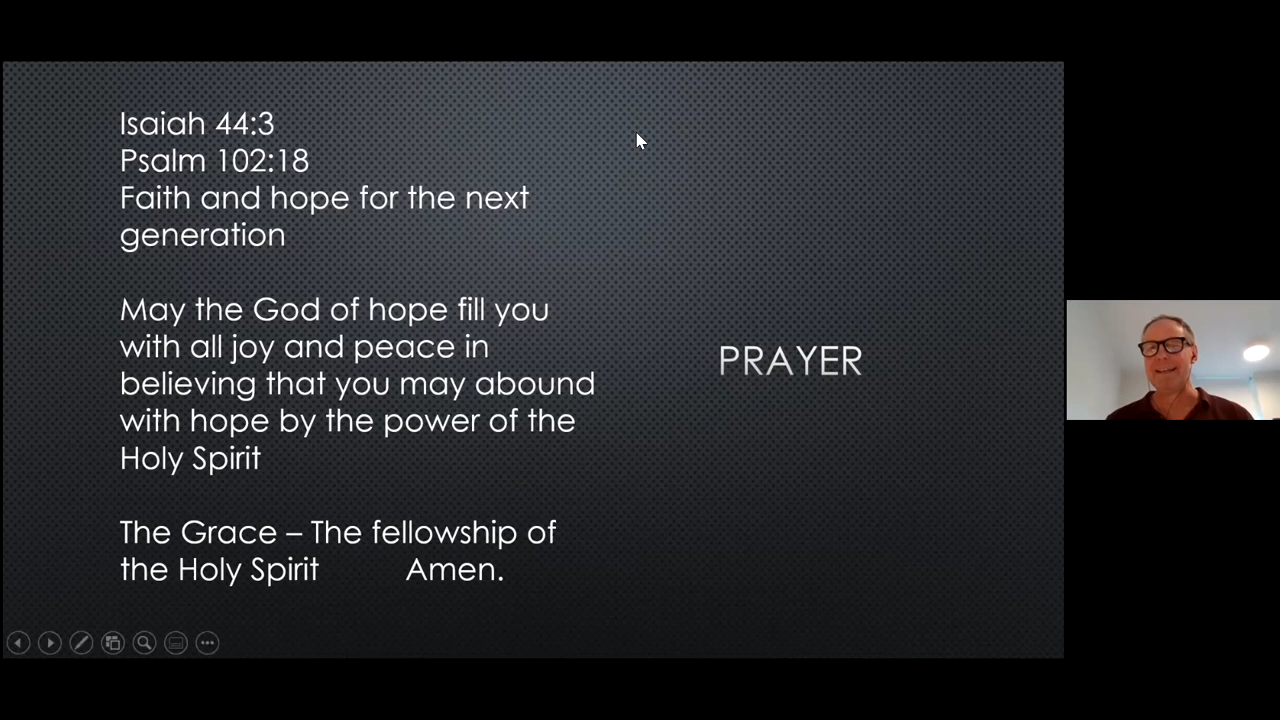 Isaiah 44:3
Psalm 102:18
Faith and hope for the next
generation
May the God of hope fill you
with all joy and peace in
believing that you may abound
with hope by the power of the
Holy Spirit
The Grace – The fellowship of
the Holy Spirit Amen.
PRAYER